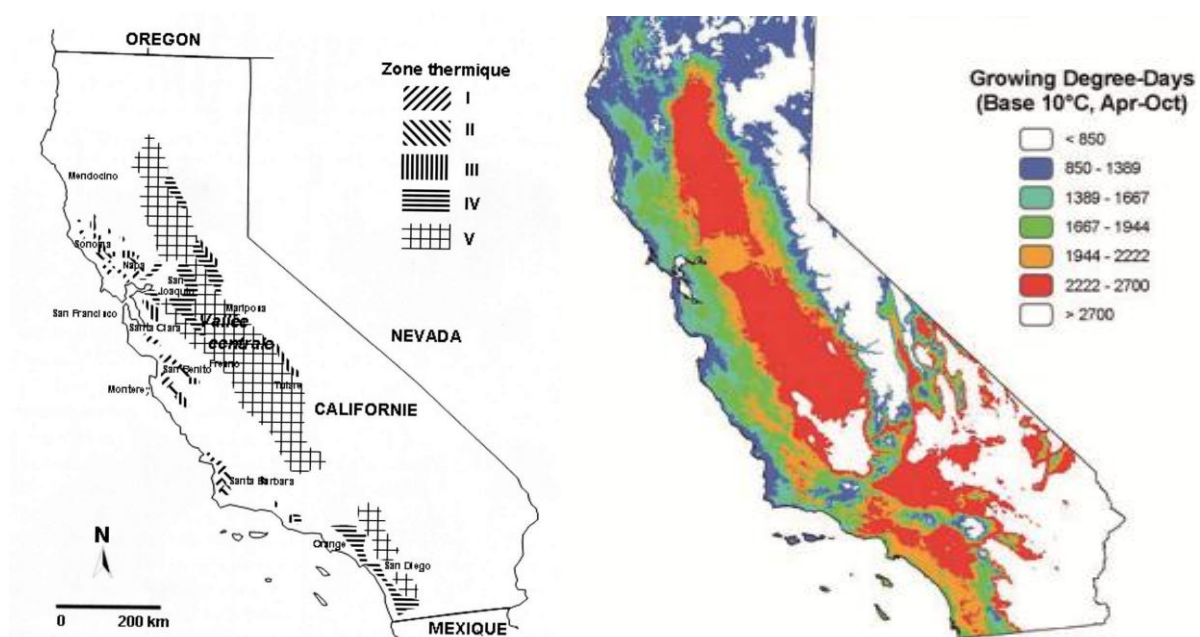 OREGON
Zone thermique
I
II
III
IV
V
Mendocino
Sonoma
Napa
San
Joaquin
Mariposa
San Francisco
Santa Clara
Vallée
centrale
NEVADA
Fresno
San Benito
Tulare
CALIFORNIE
Santa Barbara
N
Orange
San Diego
0 200 km
MEXIQUE
Growing Degree-Days
(Base 10°C, Apr-Oct)
< 850
850 - 1389
1389 - 1667
1667 - 1944
1944 - 2222
2222 - 2700
> 2700